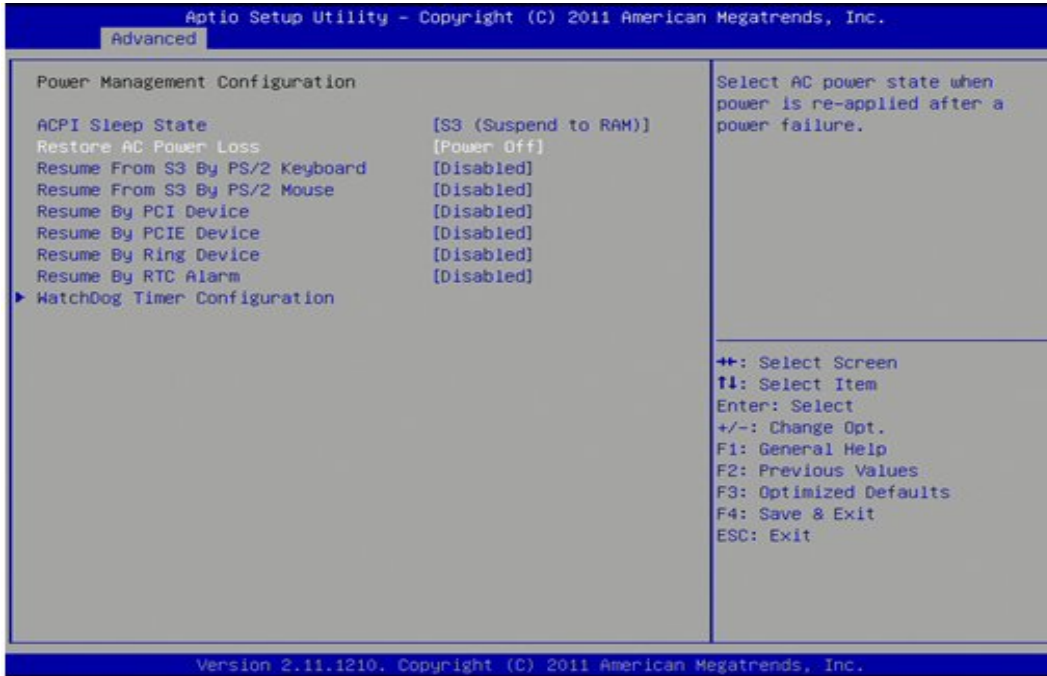 Aptio Setup Utility - Copyright (C) 2011 American Megatrends, Inc.
Advanced
Power Management Configuration
ACPI Sleep State [S3 (Suspend to RAM)]
Restore AC Power Loss [Power Off]
Resume From S3 By PS/2 Keyboard [Disabled]
Resume From S3 By PS/2 Mouse [Disabled]
Resume By PCI Device [Disabled]
Resume By PCIE Device [Disabled]
Resume By Ring Device [Disabled]
Resume By RTC Alarm [Disabled]
▶ WatchDog Timer Configuration
Select AC power state when
power is re-applied after a
power failure.
→←: Select Screen
↑↓: Select Item
Enter: Select
+/-: Change Opt.
F1: General Help
F2: Previous Values
F3: Optimized Defaults
F4: Save & Exit
ESC: Exit
Version 2.11.1210. Copyright (C) 2011 American Megatrends, Inc.